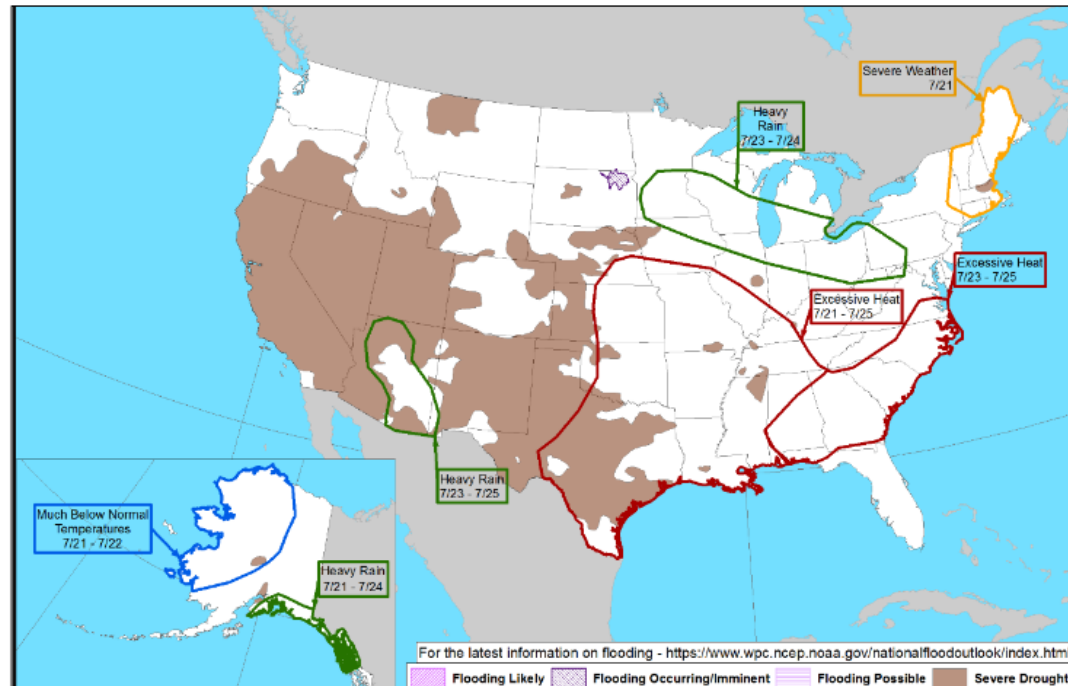 Severe Weather
7/21
Heavy
Rain
7/23 - 7/24
Excessive Heat
7/23 - 7/25
Excessive Heat
7/21 - 7/25
Heavy Rain
7/23 - 7/25
Much Below Normal
Temperatures
7/21 - 7/22
Heavy Rain
7/21 - 7/24
For the latest information on flooding - https://www.wpc.ncep.noaa.gov/nationalfloodoutlook/index.html
Flooding Likely Flooding Occurring/Imminent Flooding Possible Severe Drought